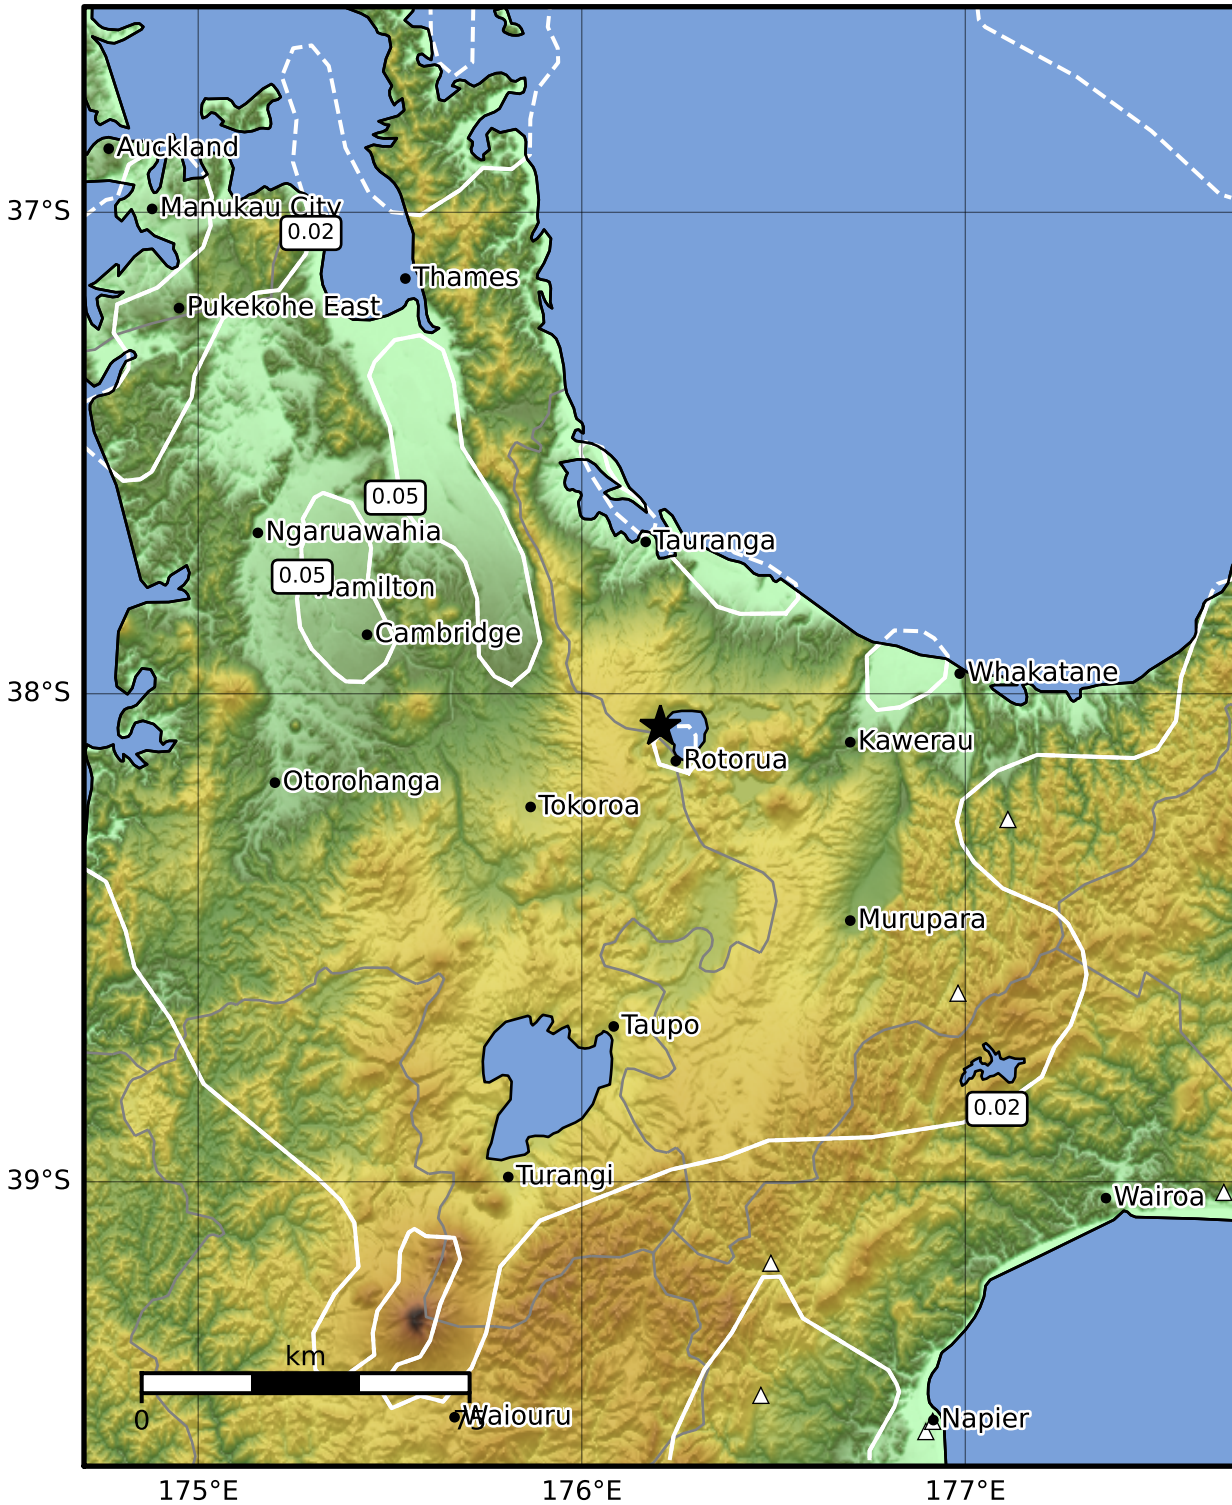 Auckland
Manukau City
37°S
0.02
Thames
Pukekohe East
0.05
Ngaruawahia
Tauranga
0.05
Hamilton
Cambridge
Whakatane
38°S
Kawerau
Rotorua
Otorohanga
Tokoroa
Murupara
Taupo
0.02
39°S
Turangi
Wairoa
km
0
75
Waiouru
Napier
175°E
176°E
177°E